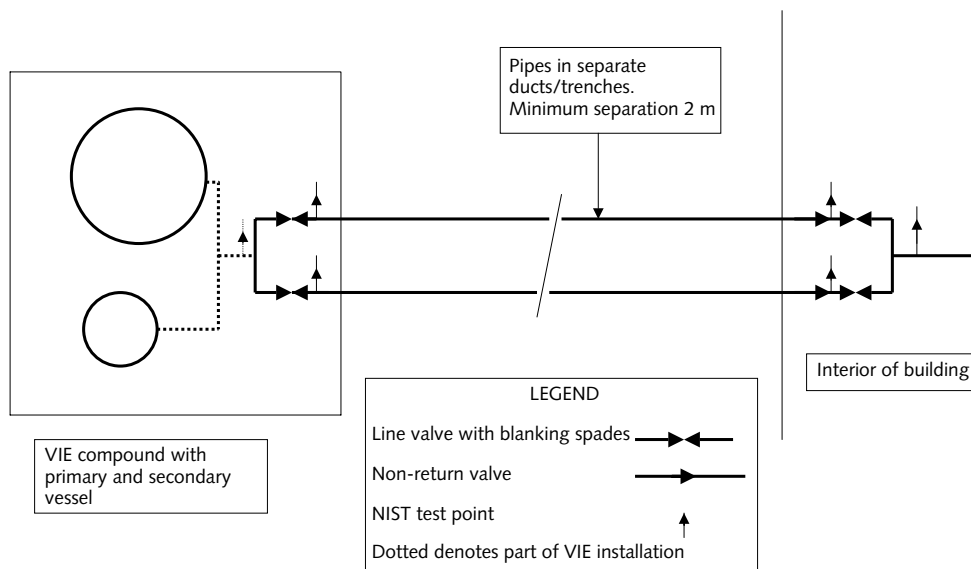 Pipes in separate
ducts/trenches.
Minimum separation 2 m
Interior of building
VIE compound with
primary and secondary
vessel
LEGEND
Line valve with blanking spades
Non-return valve
NIST test point
Dotted denotes part of VIE installation